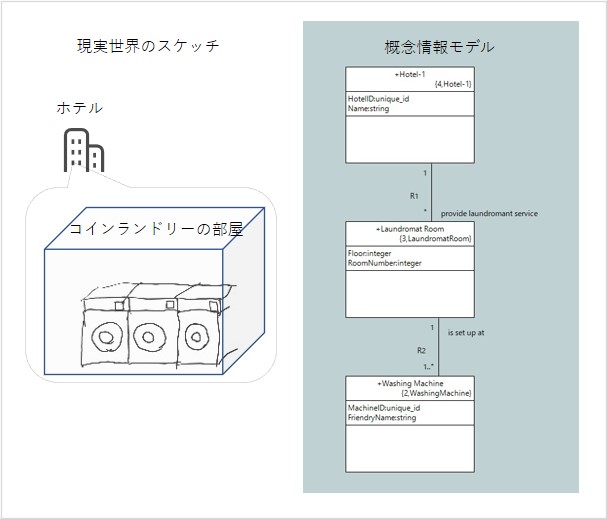 現実世界のスケッチ
ホテル
コインランドリーの部屋
概念情報モデル
+Hotel-1
{4,Hotel-1}
HotelID:unique_id
Name:string
1
R1
*
provide laundromant service
+Laundromat Room
{3,LaundromatRoom}
Floor:integer
RoomNumber:integer
1
is set up at
R2
1..*
+Washing Machine
{2,WashingMachine}
MachineID:unique_id
FriendryName:string